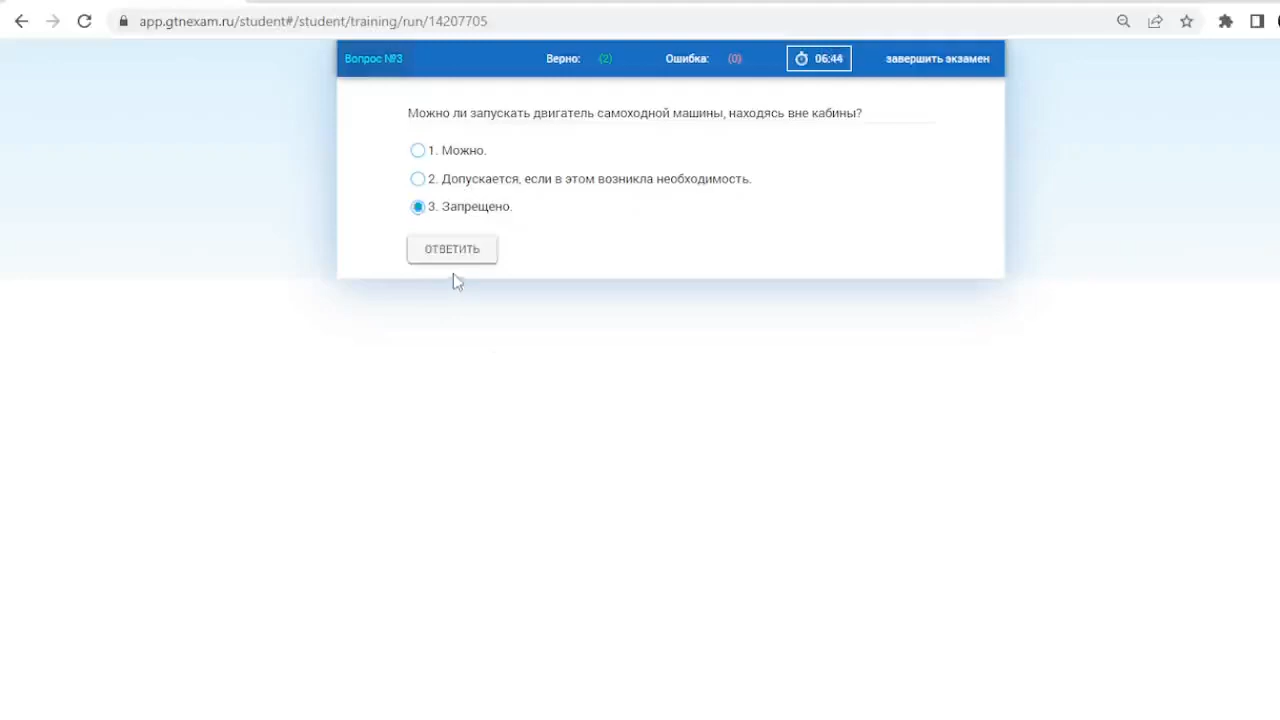 app.gtnexam.ru/student#/student/training/run/14207705
Вопрос №3 Верно: (2) Ошибка: (0) 06:44 завершить экзамен
Можно ли запускать двигатель самоходной машины, находясь вне кабины?
1. Можно.
2. Допускается, если в этом возникла необходимость.
3. Запрещено.
ОТВЕТИТЬ